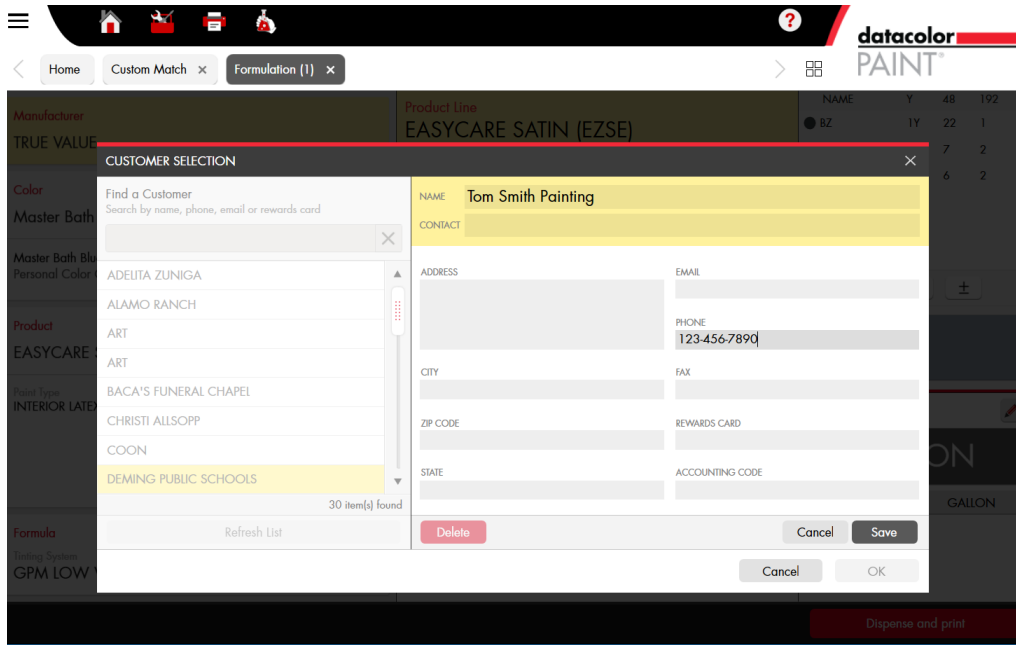 ?
datacolor
PAINT
Home
Custom Match ×
Formulation (1) ×
Manufacturer
TRUE VALUE
Product Line
EASYCARE SATIN (EZSE)
NAME Y 48 192
BZ 1Y 22 1
7 2
6 2
CUSTOMER SELECTION
Color
Master Bath
Master Bath Blu
Personal Color
Product
EASYCARE
Paint Type
INTERIOR LATEX
Formula
Tinting System
GPM LOW
Find a Customer
Search by name, phone, email or rewards card
ADELITA ZUNIGA
ALAMO RANCH
ART
ART
BACA'S FUNERAL CHAPEL
CHRISTI ALLSOPP
COON
DEMING PUBLIC SCHOOLS
30 item(s) found
Refresh List
NAME Tom Smith Painting
CONTACT
ADDRESS
EMAIL
PHONE
123-456-7890
CITY
FAX
ZIP CODE
REWARDS CARD
STATE
ACCOUNTING CODE
Delete
Cancel
Save
Cancel
OK
±
ON
GALLON
Dispense and print